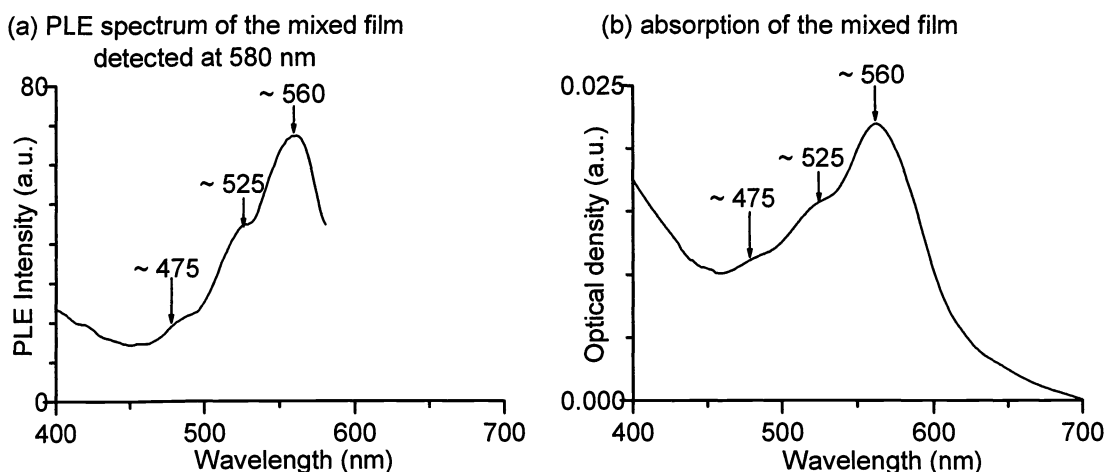 (a) PLE spectrum of the mixed film
detected at 580 nm
80
~ 560
~ 525
~ 475
0
PLE Intensity (a.u.)
400
500
600
700
Wavelength (nm)
(b) absorption of the mixed film
0.025
~ 560
~ 525
~ 475
0.000
Optical density (a.u.)
400
500
600
700
Wavelength (nm)